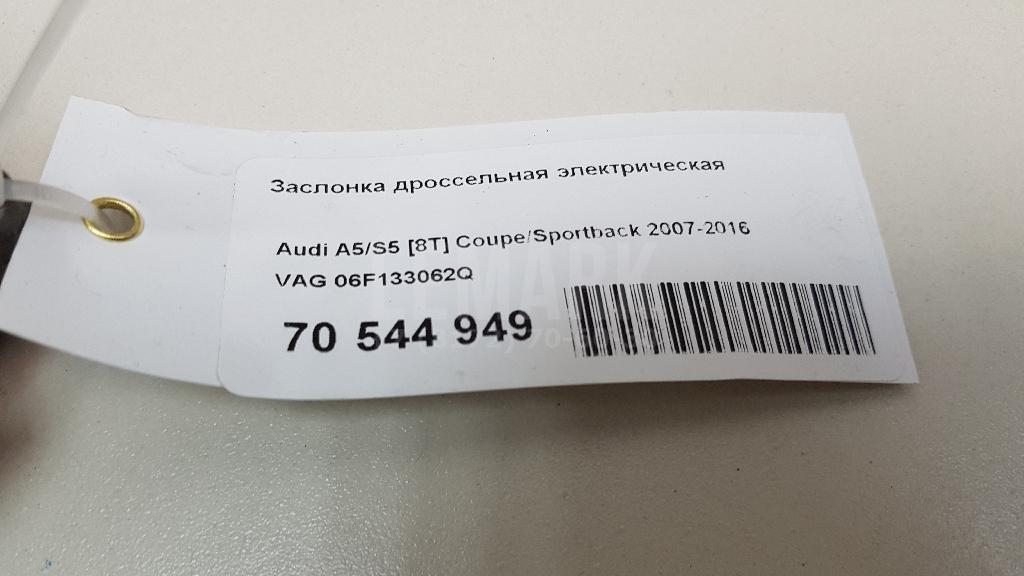 Заслонка дроссельная электрическая
Audi A5/S5 [8T] Coupe/Sportback 2007-2016
VAG 06F133062Q
70 544 949